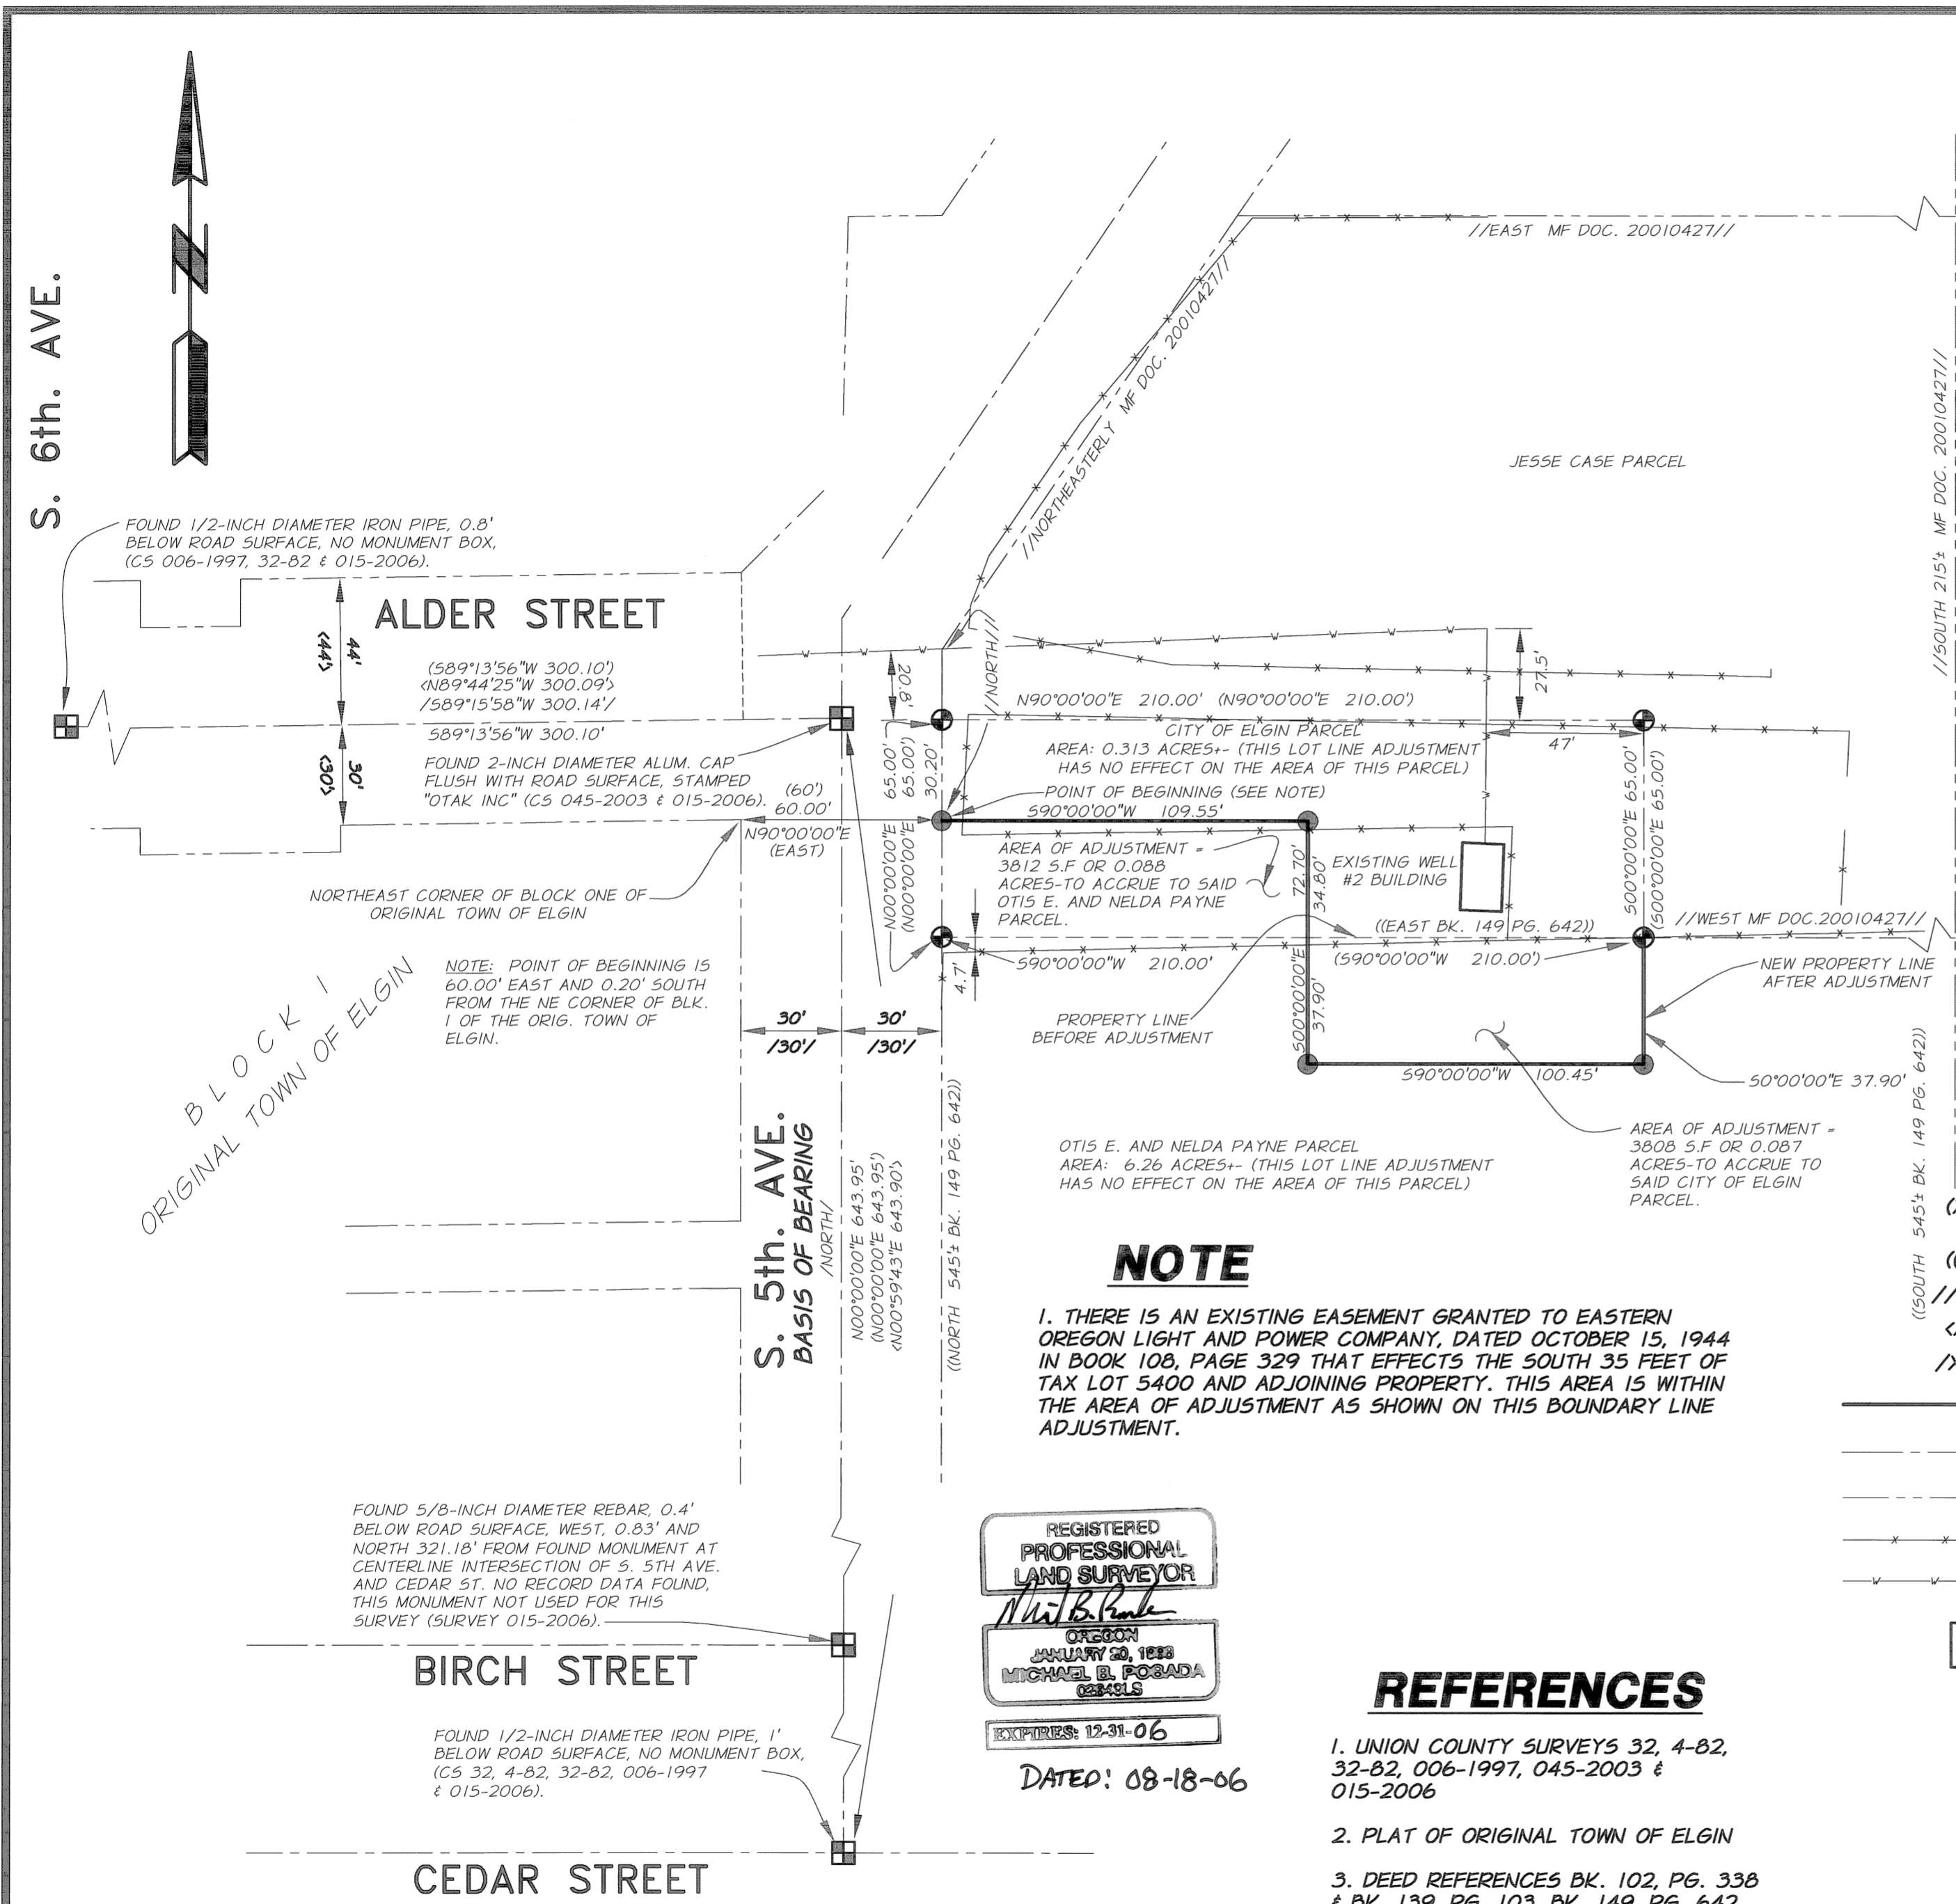 S. 6th. AVE.
N
//EAST MF DOC. 20010427//
//NORTHEASTERLY MF DOC. 20010427//
//SOUTH 215'± MF DOC. 20010427//
JESSE CASE PARCEL
FOUND 1/2-INCH DIAMETER IRON PIPE, 0.8'
BELOW ROAD SURFACE, NO MONUMENT BOX,
(CS 006-1997, 32-82 & 015-2006).
ALDER STREET
44'
<44'>
(S89°13'56"W 300.10')
<N89°44'25"W 300.09'>
/S89°15'58"W 300.14'/
S89°13'56"W 300.10'
30'
<30'>
FOUND 2-INCH DIAMETER ALUM. CAP
FLUSH WITH ROAD SURFACE, STAMPED
"OTAK INC" (CS 045-2003 & 015-2006).
(60')
60.00'
N90°00'00"E
(EAST)
20.8'
//NORTH//
27.5'
N90°00'00"E 210.00' (N90°00'00"E 210.00')
CITY OF ELGIN PARCEL
AREA: 0.313 ACRES+- (THIS LOT LINE ADJUSTMENT
HAS NO EFFECT ON THE AREA OF THIS PARCEL)
47'
N00°00'00"E 65.00'
(N00°00'00"E 65.00')
30.20'
POINT OF BEGINNING (SEE NOTE)
S90°00'00"W 109.55'
AREA OF ADJUSTMENT =
3812 S.F OR 0.088
ACRES-TO ACCRUE TO SAID
OTIS E. AND NELDA PAYNE
PARCEL.
S00°00'00"E 72.70'
34.80'
37.90'
EXISTING WELL
#2 BUILDING
S00°00'00"E 65.00'
(S00°00'00"E 65.00')
((EAST BK. 149 PG. 642))
//WEST MF DOC.20010427//
S90°00'00"W 210.00'
(S90°00'00"W 210.00')
4.7'
NORTHEAST CORNER OF BLOCK ONE OF
ORIGINAL TOWN OF ELGIN
NOTE: POINT OF BEGINNING IS
60.00' EAST AND 0.20' SOUTH
FROM THE NE CORNER OF BLK.
1 OF THE ORIG. TOWN OF
ELGIN.
BLOCK 1
ORIGINAL TOWN OF ELGIN
30'
/30'/
30'
/30'/
PROPERTY LINE
BEFORE ADJUSTMENT
NEW PROPERTY LINE
AFTER ADJUSTMENT
S90°00'00"W 100.45'
S0°00'00"E 37.90'
AREA OF ADJUSTMENT =
3808 S.F OR 0.087
ACRES-TO ACCRUE TO
SAID CITY OF ELGIN
PARCEL.
OTIS E. AND NELDA PAYNE PARCEL
AREA: 6.26 ACRES+- (THIS LOT LINE ADJUSTMENT
HAS NO EFFECT ON THE AREA OF THIS PARCEL)
S. 5th. AVE.
BASIS OF BEARING
/NORTH/
N00°00'00"E 643.95'
(N00°00'00"E 643.95')
<N00°59'43"E 643.90'>
((NORTH 545'± BK. 149 PG. 642))
((SOUTH 545'± BK. 149 PG. 642))
NOTE
1. THERE IS AN EXISTING EASEMENT GRANTED TO EASTERN
OREGON LIGHT AND POWER COMPANY, DATED OCTOBER 15, 1944
IN BOOK 108, PAGE 329 THAT EFFECTS THE SOUTH 35 FEET OF
TAX LOT 5400 AND ADJOINING PROPERTY. THIS AREA IS WITHIN
THE AREA OF ADJUSTMENT AS SHOWN ON THIS BOUNDARY LINE
ADJUSTMENT.
FOUND 5/8-INCH DIAMETER REBAR, 0.4'
BELOW ROAD SURFACE, WEST, 0.83' AND
NORTH 321.18' FROM FOUND MONUMENT AT
CENTERLINE INTERSECTION OF S. 5TH AVE.
AND CEDAR ST. NO RECORD DATA FOUND,
THIS MONUMENT NOT USED FOR THIS
SURVEY (SURVEY 015-2006).
BIRCH STREET
FOUND 1/2-INCH DIAMETER IRON PIPE, 1'
BELOW ROAD SURFACE, NO MONUMENT BOX,
(CS 32, 4-82, 32-82, 006-1997
& 015-2006).
CEDAR STREET
REGISTERED
PROFESSIONAL
LAND SURVEYOR
OREGON
JANUARY 20, 
MICHAEL B. POSADA
EXPIRES: 12-31-06
DATED: 08-18-06
REFERENCES
1. UNION COUNTY SURVEYS 32, 4-82,
32-82, 006-1997, 045-2003 &
015-2006
2. PLAT OF ORIGINAL TOWN OF ELGIN
3. DEED REFERENCES BK. 102, PG. 338
& BK. 139, PG. 103, BK. 149, PG. 642